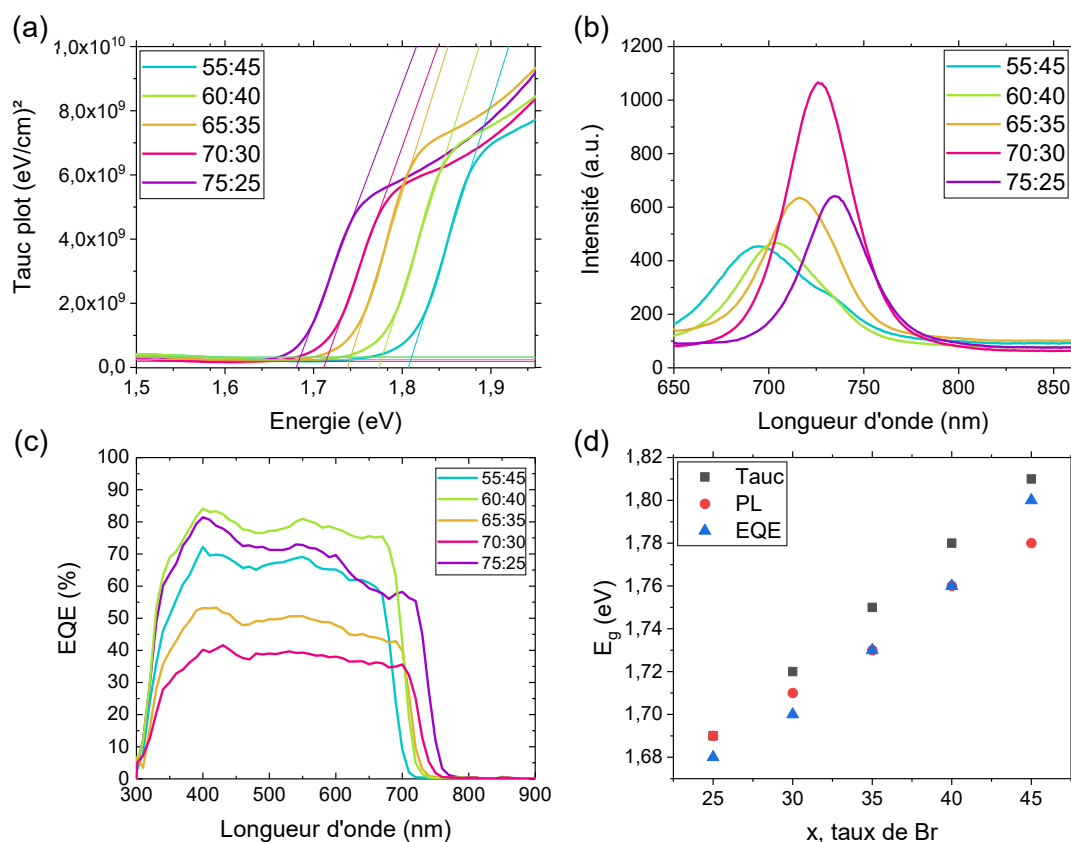 (a)
1,0x10¹⁰
8,0x10⁹
6,0x10⁹
4,0x10⁹
2,0x10⁹
0,0
Tauc plot (eV/cm)²
55:45
60:40
65:35
70:30
75:25
1,5 1,6 1,7 1,8 1,9
Energie (eV)
(b)
1200
1000
800
600
400
200
0
Intensité (a.u.)
55:45
60:40
65:35
70:30
75:25
650 700 750 800 850
Longueur d'onde (nm)
(c)
100
90
80
70
60
50
40
30
20
10
0
EQE (%)
55:45
60:40
65:35
70:30
75:25
300 400 500 600 700 800 900
Longueur d'onde (nm)
(d)
1,82
1,80
1,78
1,76
1,74
1,72
1,70
1,68
E_g (eV)
Tauc
PL
EQE
25 30 35 40 45
x, taux de Br